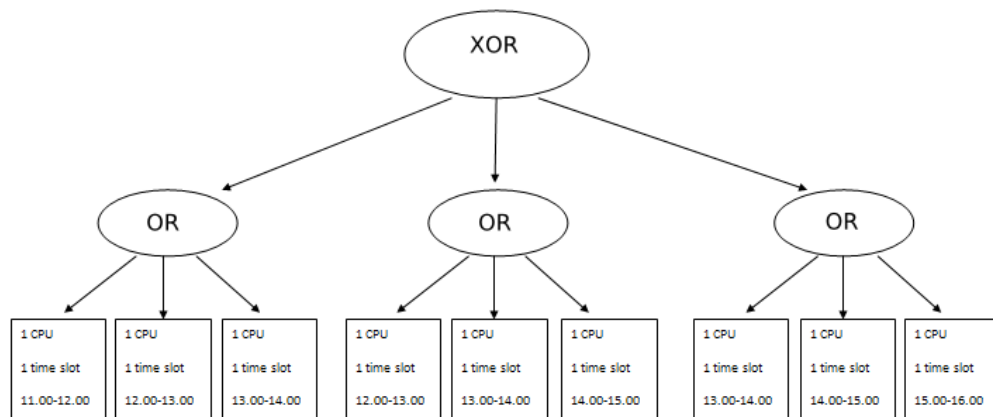 XOR
OR
OR
OR
1 CPU
1 time slot
11.00-12.00
1 CPU
1 time slot
12.00-13.00
1 CPU
1 time slot
13.00-14.00
1 CPU
1 time slot
12.00-13.00
1 CPU
1 time slot
13.00-14.00
1 CPU
1 time slot
14.00-15.00
1 CPU
1 time slot
13.00-14.00
1 CPU
1 time slot
14.00-15.00
1 CPU
1 time slot
15.00-16.00